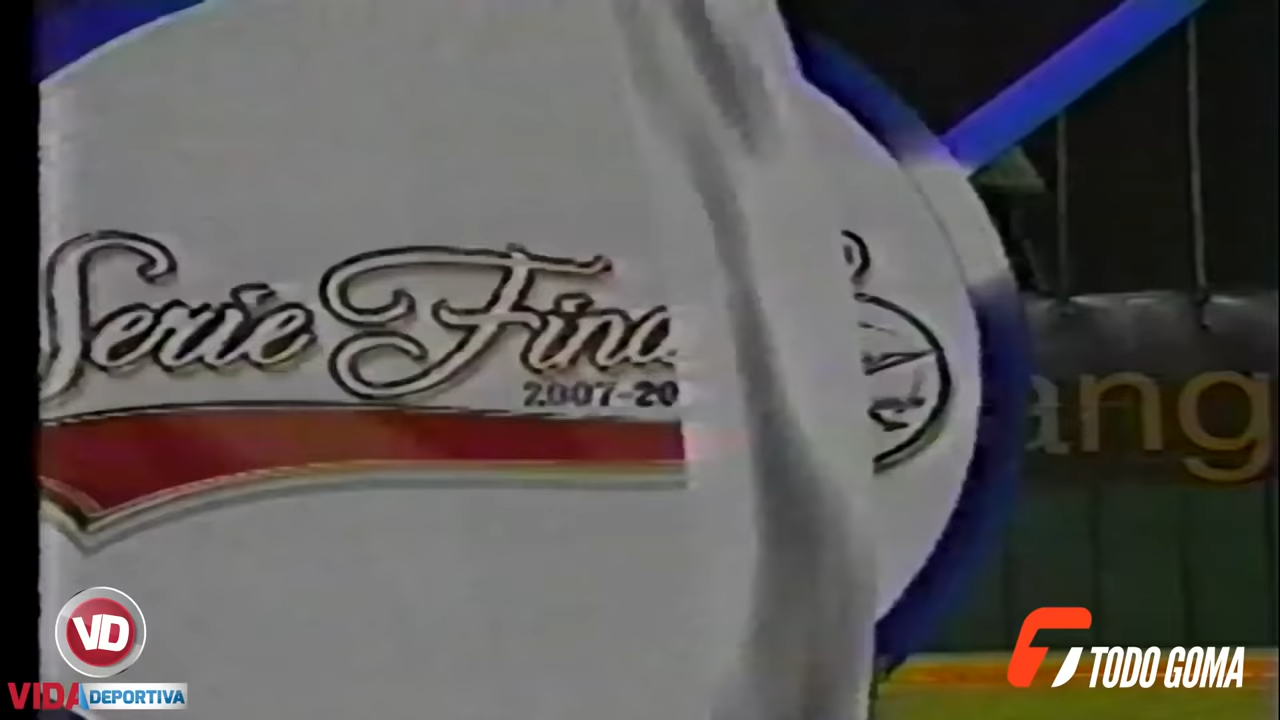 Serie Fina
2007-20
ang
VD
VIDA DEPORTIVA
TODO GOMA